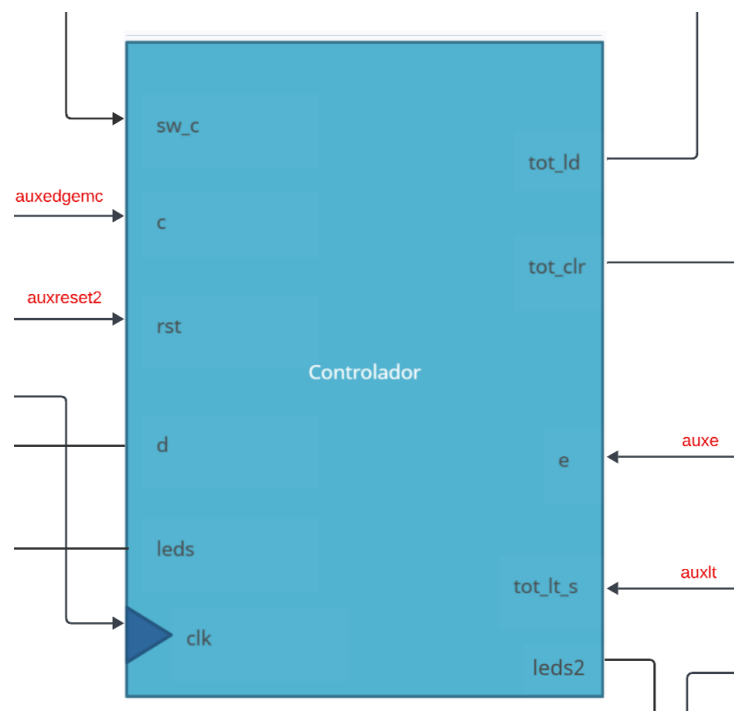 sw_c
tot_ld
auxedgemc
c
tot_clr
auxreset2
rst
Controlador
auxe
d
e
leds
auxlt
tot_lt_s
clk
leds2